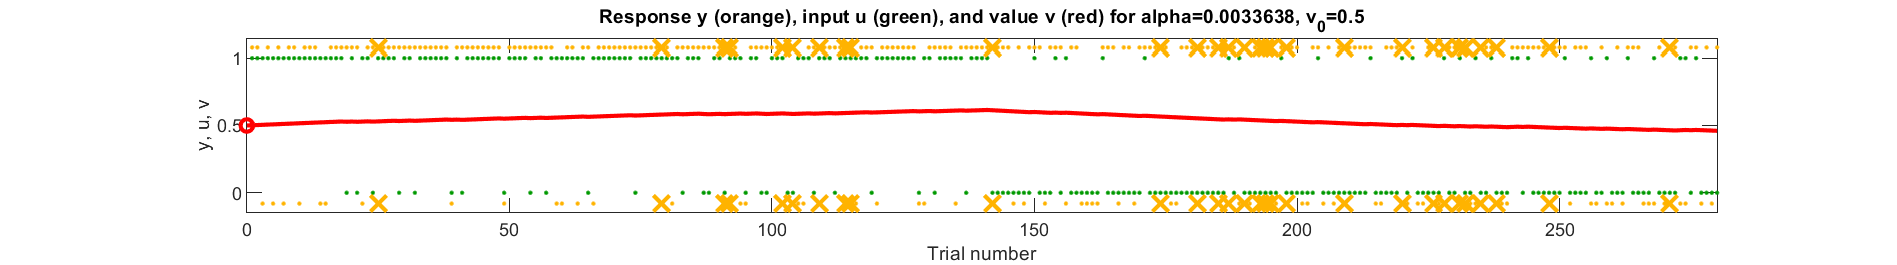 Response y (orange), input u (green), and value v (red) for alpha=0.0033638, v0=0.5
y, u, v
1
0.5
0
0 50 100 150 200 250
Trial number